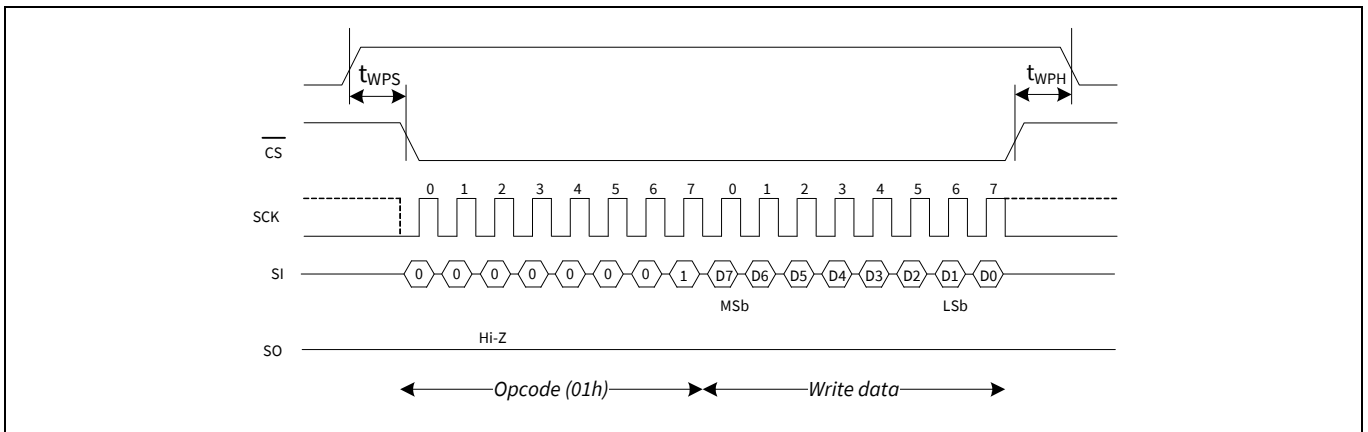 tWPS tWPH
CS
0 1 2 3 4 5 6 7 0 1 2 3 4 5 6 7
SCK
SI 0 0 0 0 0 0 0 1 D7 D6 D5 D4 D3 D2 D1 D0
MSb LSb
Hi-Z
SO
Opcode (01h) Write data